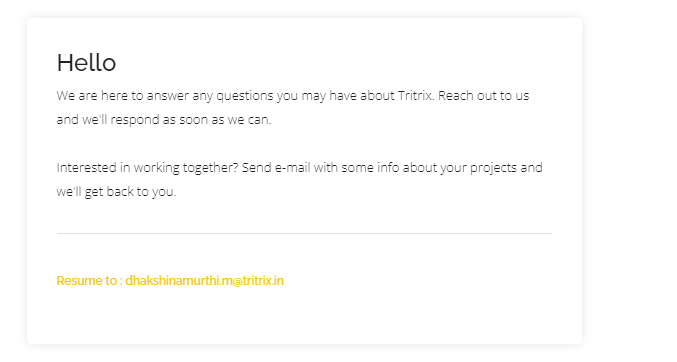 Hello
We are here to answer any questions you may have about Tritrix. Reach out to us
and we'll respond as soon as we can.
Interested in working together? Send e-mail with some info about your projects and
we'll get back to you.
Resume to : dhakshinamurthi.m@tritrix.in